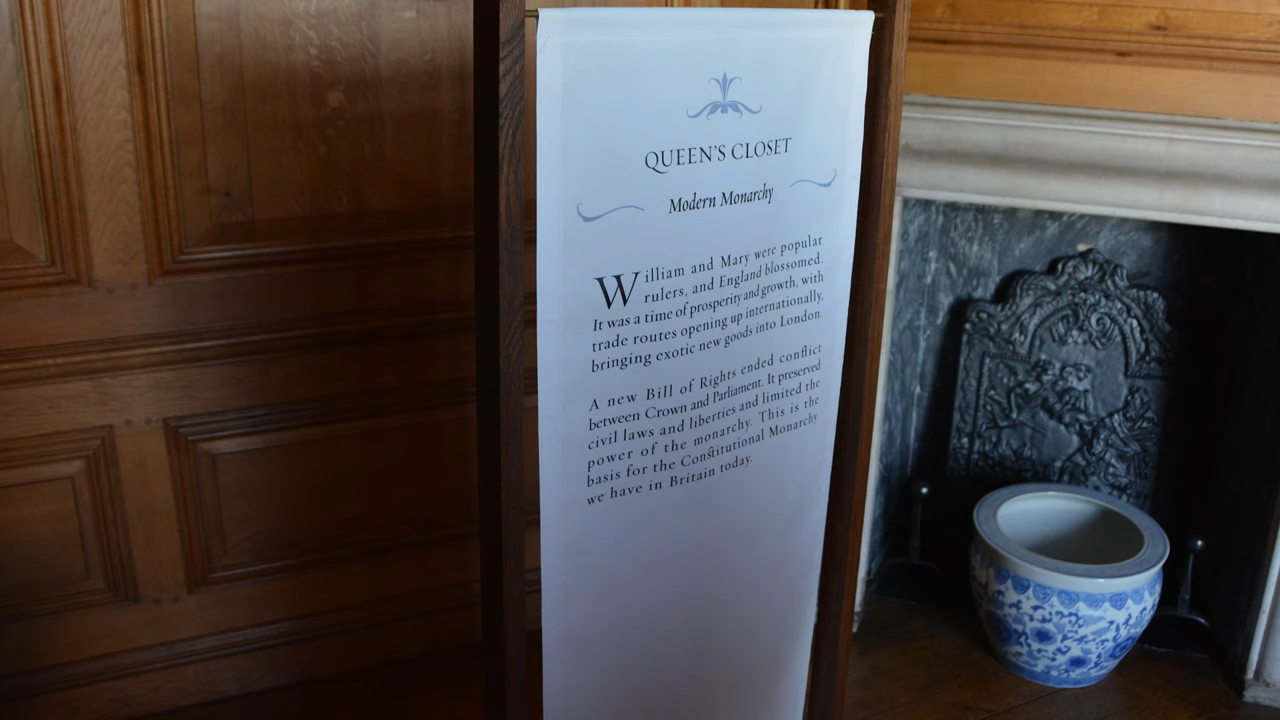 QUEEN'S CLOSET
Modern Monarchy
William and Mary were popular
rulers, and England blossomed.
It was a time of prosperity and growth, with
trade routes opening up internationally,
bringing exotic new goods into London.
A new Bill of Rights ended conflict
between Crown and Parliament. It preserved
civil laws and liberties and limited the
power of the monarchy. This is the
basis for the Constitutional Monarchy
we have in Britain today.